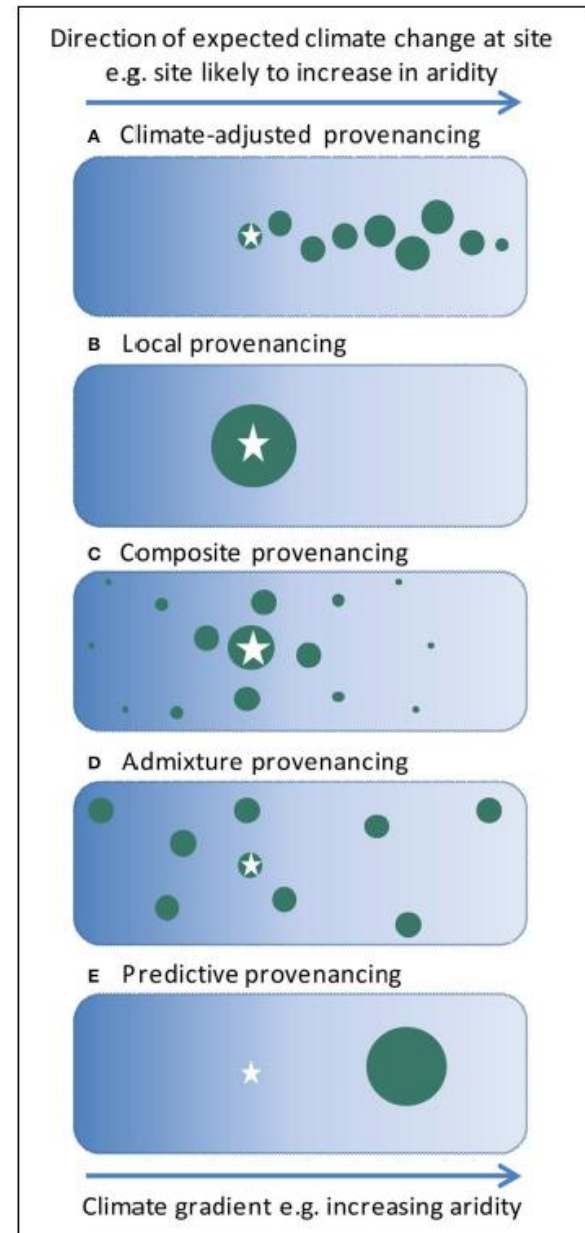 Direction of expected climate change at site
e.g. site likely to increase in aridity
A Climate-adjusted provenancing
B Local provenancing
C Composite provenancing
D Admixture provenancing
E Predictive provenancing
Climate gradient e.g. increasing aridity